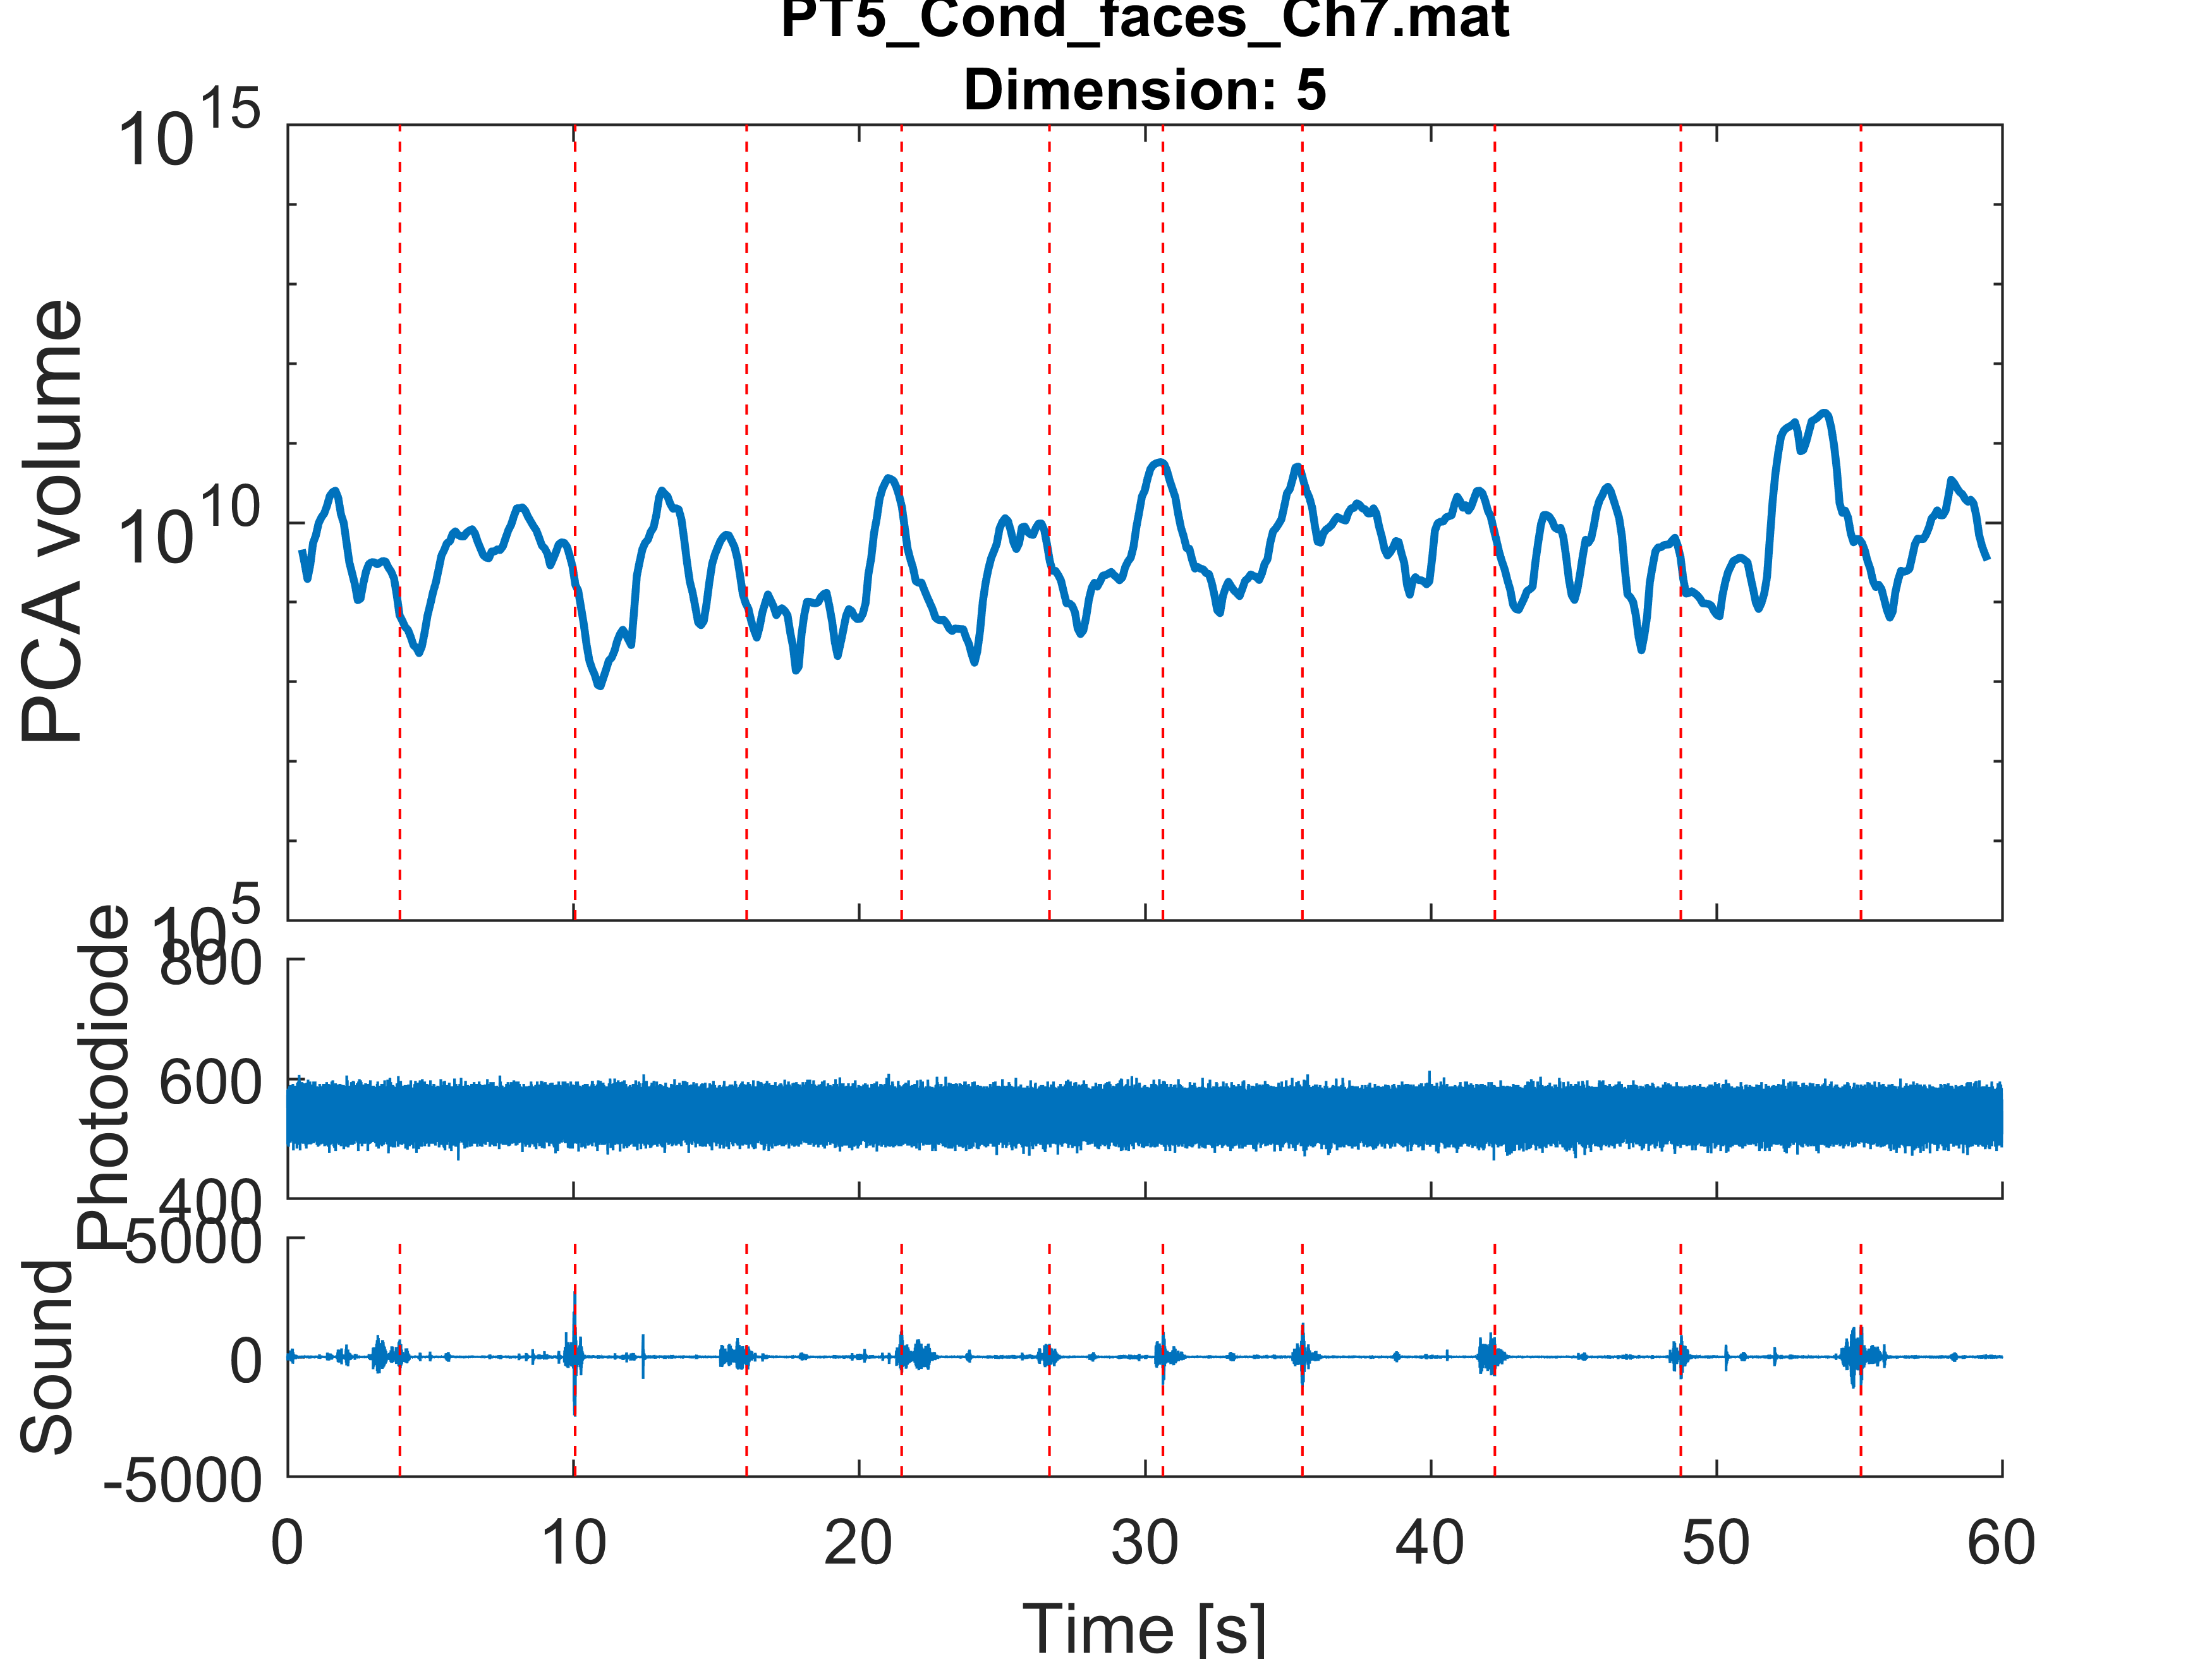 PT5_Cond_faces_Ch7.mat
Dimension: 5
10^15
10^10
10^5
PCA volume
800
600
400
Photodiode
5000
0
-5000
Sound
0 10 20 30 40 50 60
Time [s]